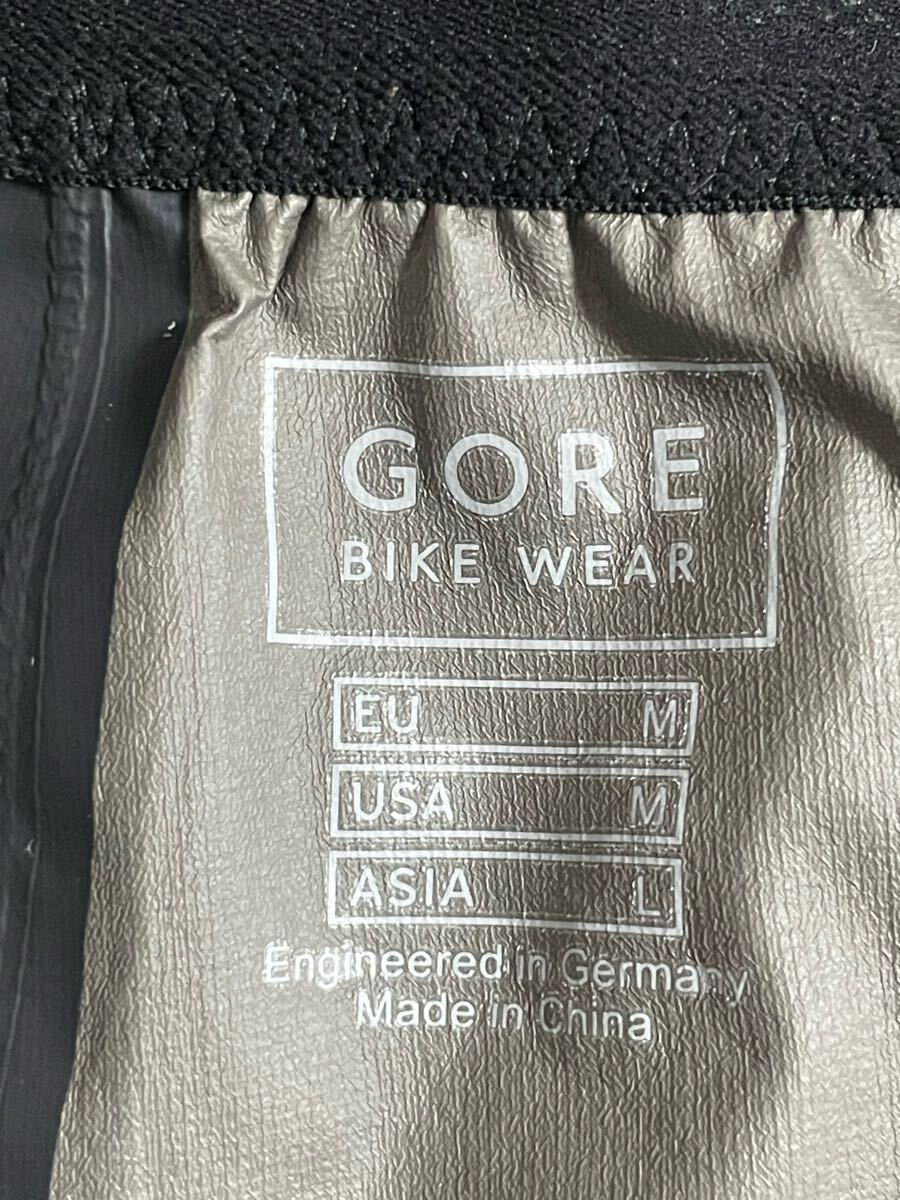 GORE
BIKE WEAR
EU M
USA M
ASIA L
Engineered in Germany
Made in China